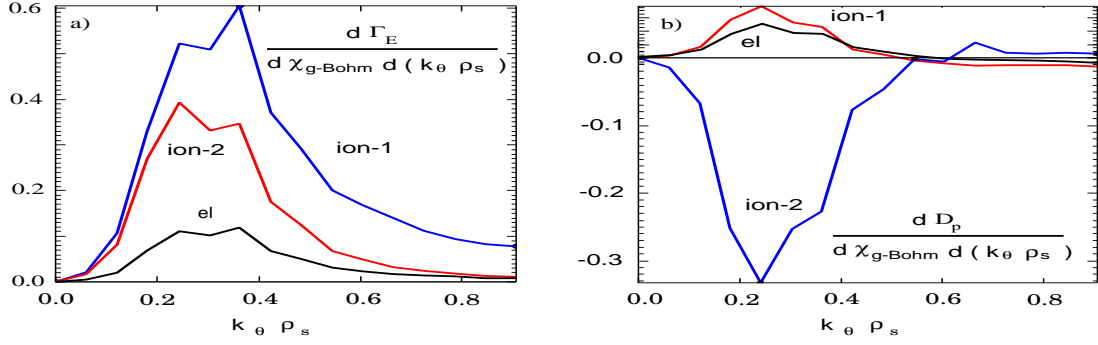 a)
0.6
0.4
0.2
0.0
d Γ_E
d χ_g-Bohm d ( k_θ ρ_s )
ion-2
ion-1
el
0.0 0.2 0.4 0.6 0.8
k_θ ρ_s
b)
0.0
-0.1
-0.2
-0.3
ion-1
el
ion-2
d D_p
d χ_g-Bohm d ( k_θ ρ_s )
0.0 0.2 0.4 0.6 0.8
k_θ ρ_s